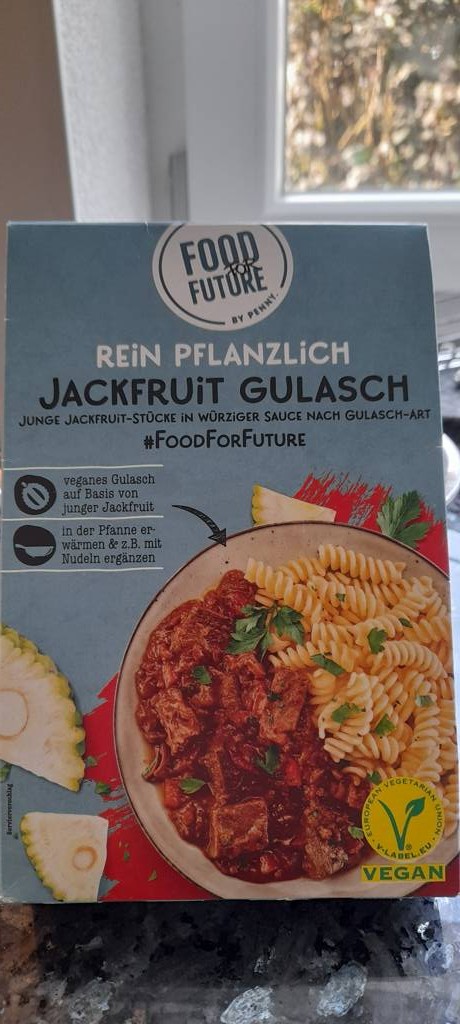 FOOD
FOR
FUTURE
BY PENNY.
REiN PFLANZLiCH
JACKFRUiT GULASCH
JUNGE JACKFRUiT-STÜCKE iN WÜRZiGER SAUCE NACH GULASCH-ART
#FOODFORFUTURE
veganes Gulasch
auf Basis von
junger Jackfruit
in der Pfanne er-
wärmen & z.B. mit
Nudeln ergänzen
Serviervorschlag
EUROPEAN VEGETARIAN UNION
V-LABEL.EU
VEGAN